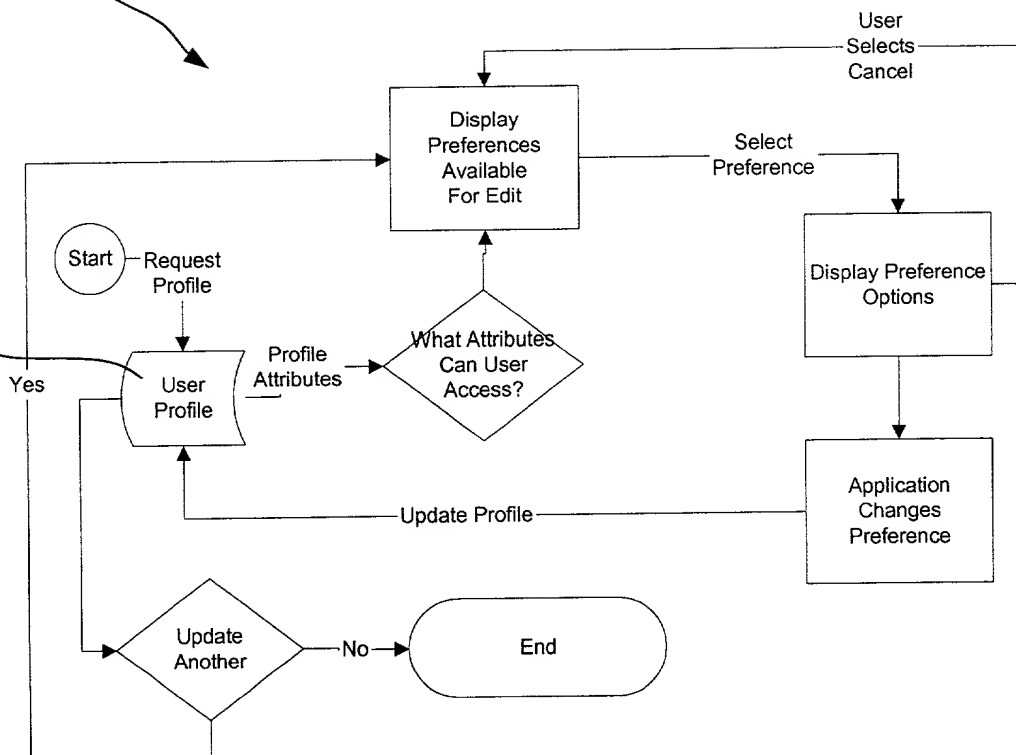 User
Selects
Cancel
Display
Preferences
Available
For Edit
Select
Preference
Start
Request
Profile
Display Preference
Options
What Attributes
Can User
Access?
Profile
Attributes
Yes
User
Profile
Application
Changes
Preference
Update Profile
Update
Another
No
End